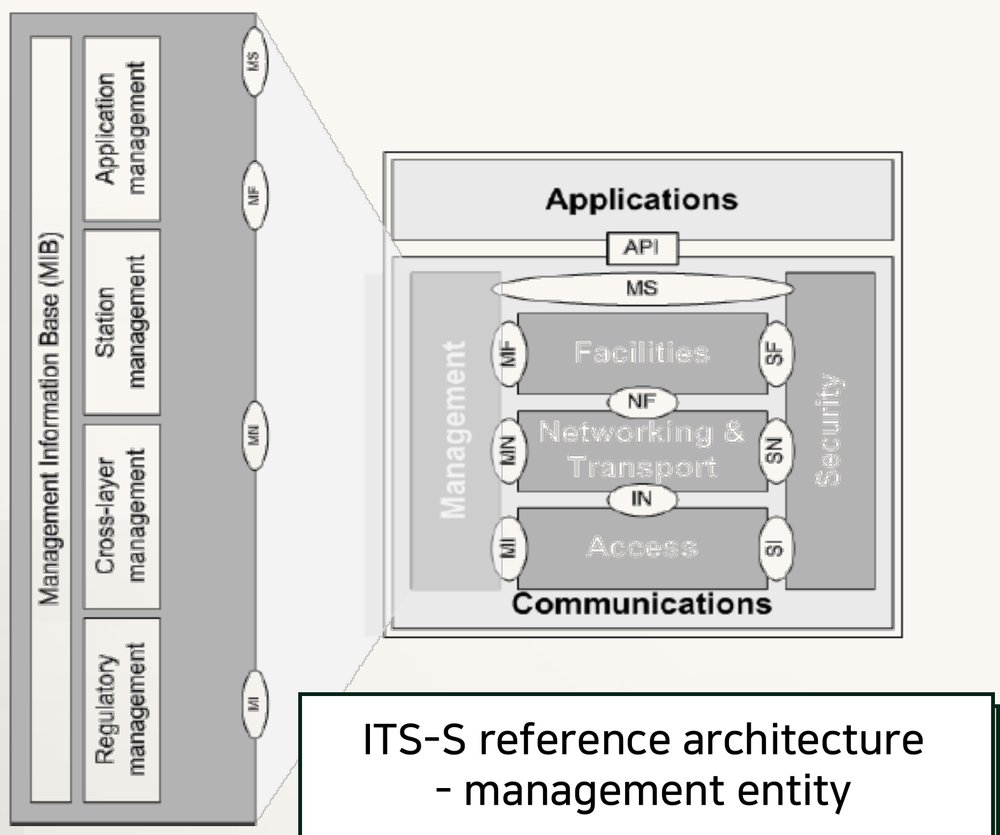 Management Information Base (MIB)
Application
management
Station
management
Cross-layer
management
Regulatory
management
MS
MF
MN
MI
Applications
API
MS
Management
MF
Facilities
SF
NF
MN
Networking &
Transport
SN
IN
MI
Access
SI
Security
Communications
ITS-S reference architecture
- management entity